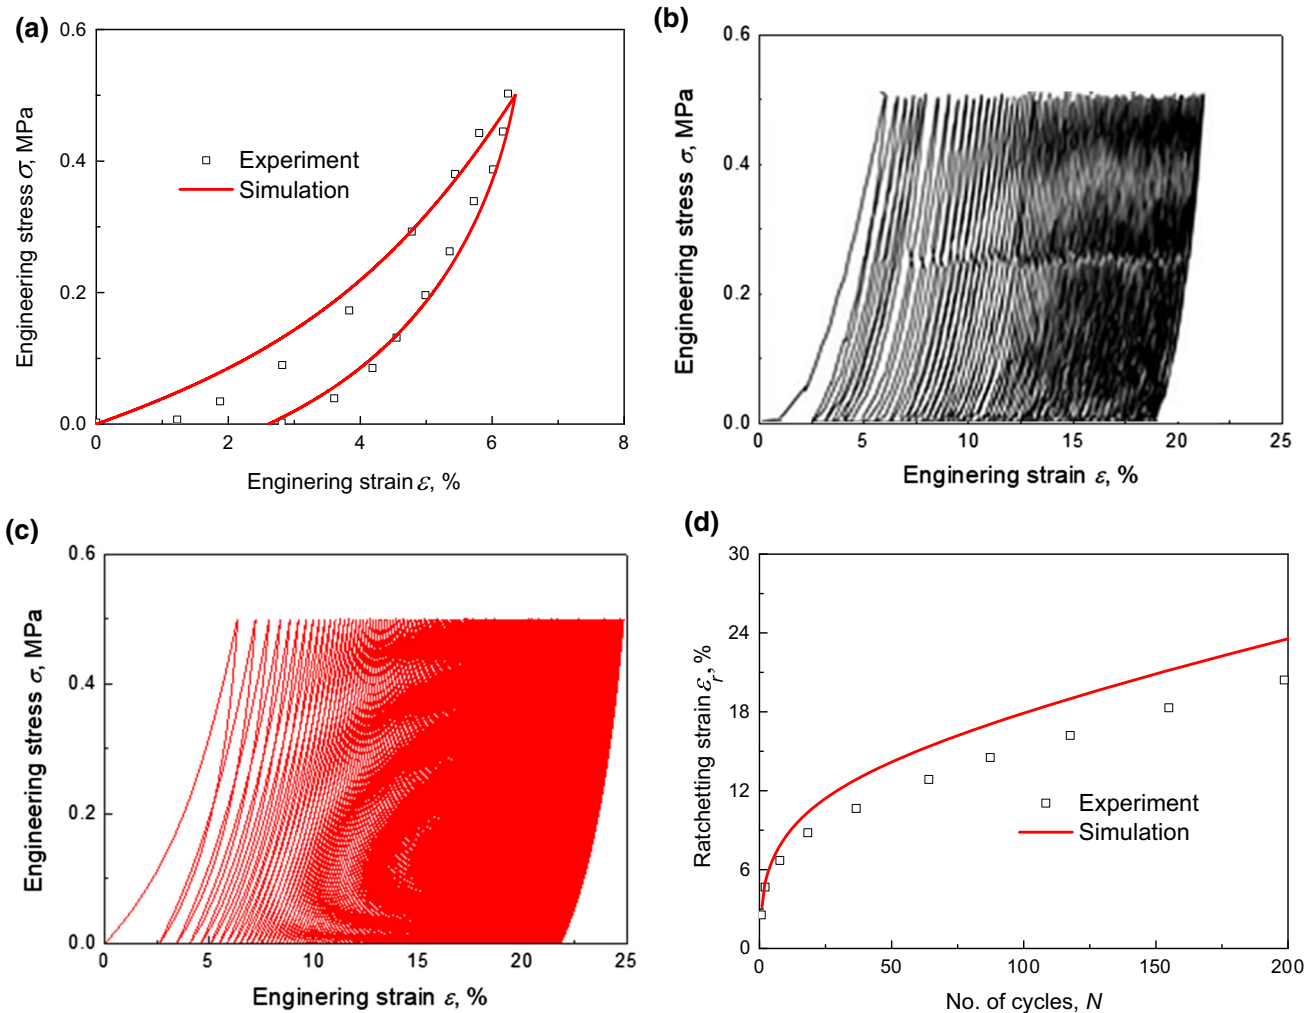 (a)
0.6
0.4
0.2
0.0
Engineering stress σ, MPa
Experiment
Simulation
0 2 4 6 8
Enginering strain ε, %
(b)
0.6
0.4
0.2
0.0
Engineering stress σ, MPa
0 5 10 15 20 25
Enginering strain ε, %
(c)
0.6
0.4
0.2
0.0
Engineering stress σ, MPa
0 5 10 15 20 25
Enginering strain ε, %
(d)
30
24
18
12
6
0
Ratchetting strain εr, %
Experiment
Simulation
0 50 100 150 200
No. of cycles, N